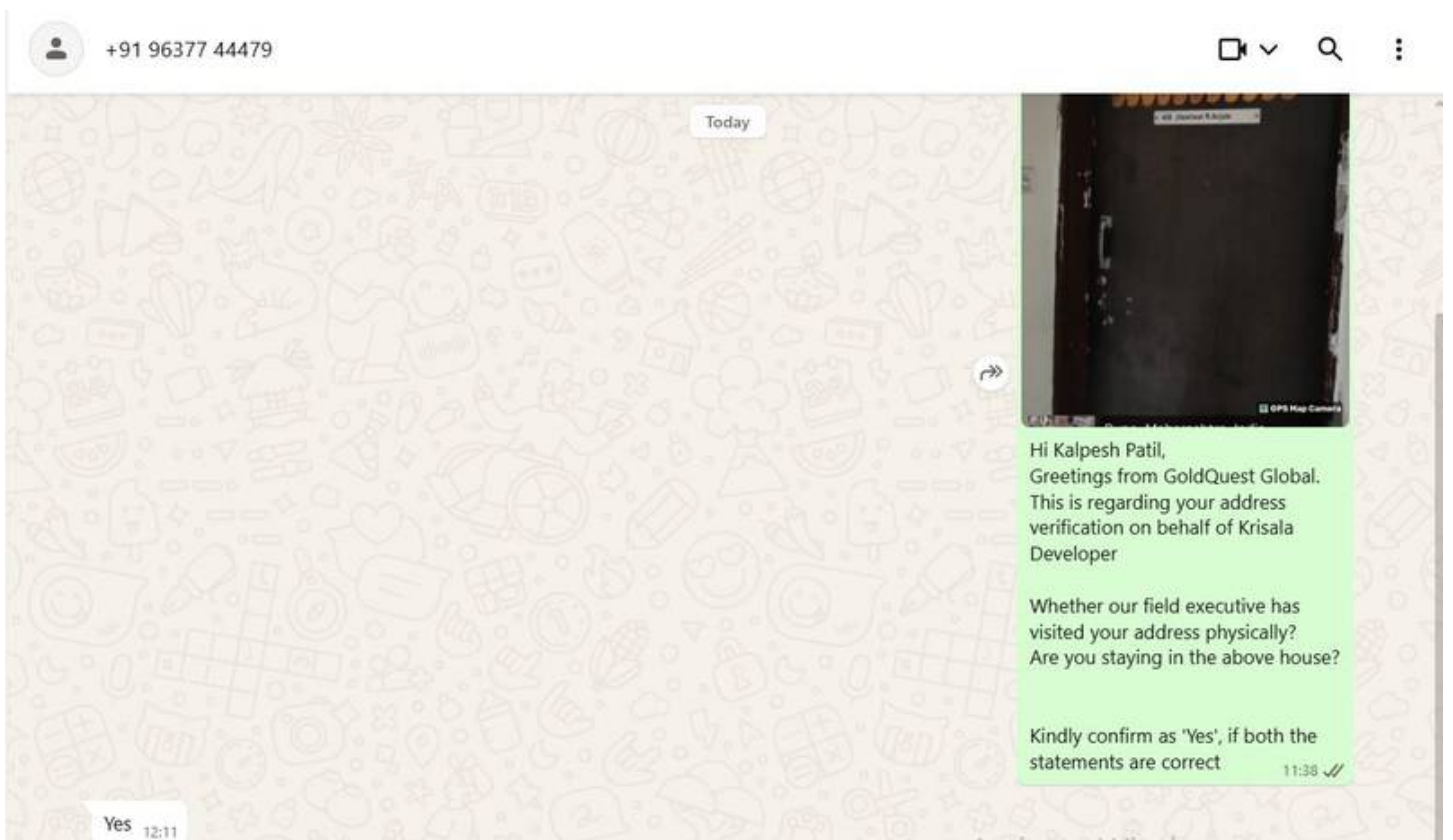 +91 96377 44479
Today
GPS Map Camera
Hi Kalpesh Patil,
Greetings from GoldQuest Global.
This is regarding your address
verification on behalf of Krisala
Developer
Whether our field executive has
visited your address physically?
Are you staying in the above house?
Kindly confirm as 'Yes', if both the
statements are correct
11:38
Yes
12:11